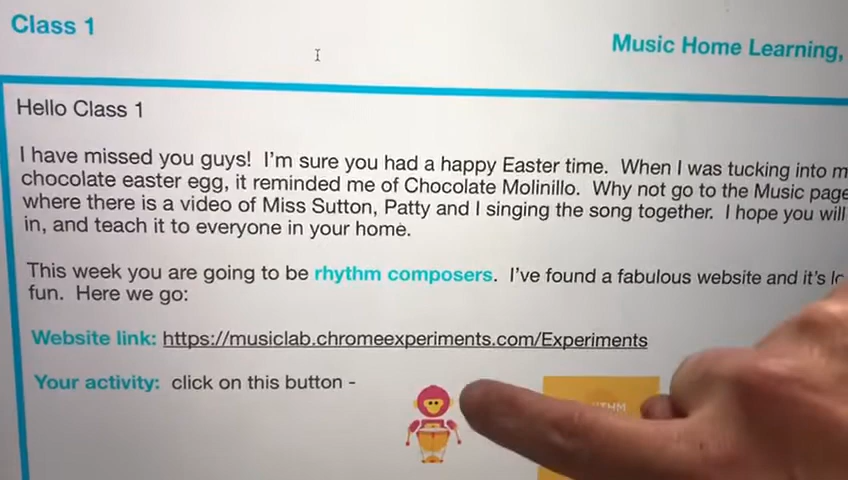 Class 1
Music Home Learning,
Hello Class 1
I have missed you guys! I'm sure you had a happy Easter time. When I was tucking into
chocolate easter egg, it reminded me of Chocolate Molinillo. Why not go to the Music page
where there is a video of Miss Sutton, Patty and I singing the song together. I hope you will
in, and teach it to everyone in your home.
This week you are going to be rhythm composers. I've found a fabulous website and it's
fun. Here we go:
Website link: https://musiclab.chromeexperiments.com/Experiments
Your activity: click on this button -